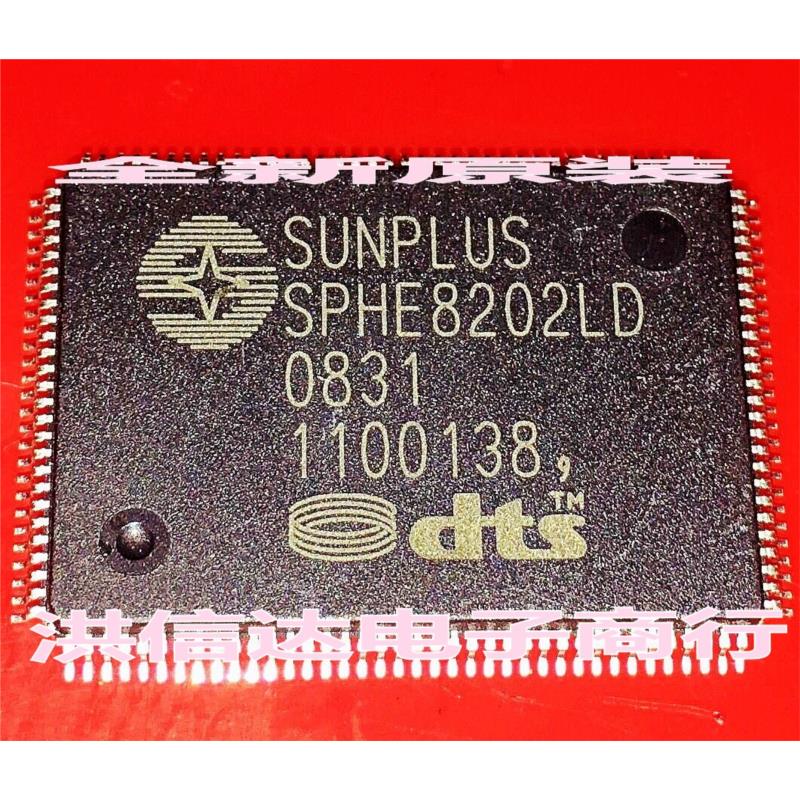 全新原装
SUNPLUS
SPHE8202LD
0831
1100138,
dts™
洪信达电子商行